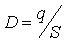 D = q/S